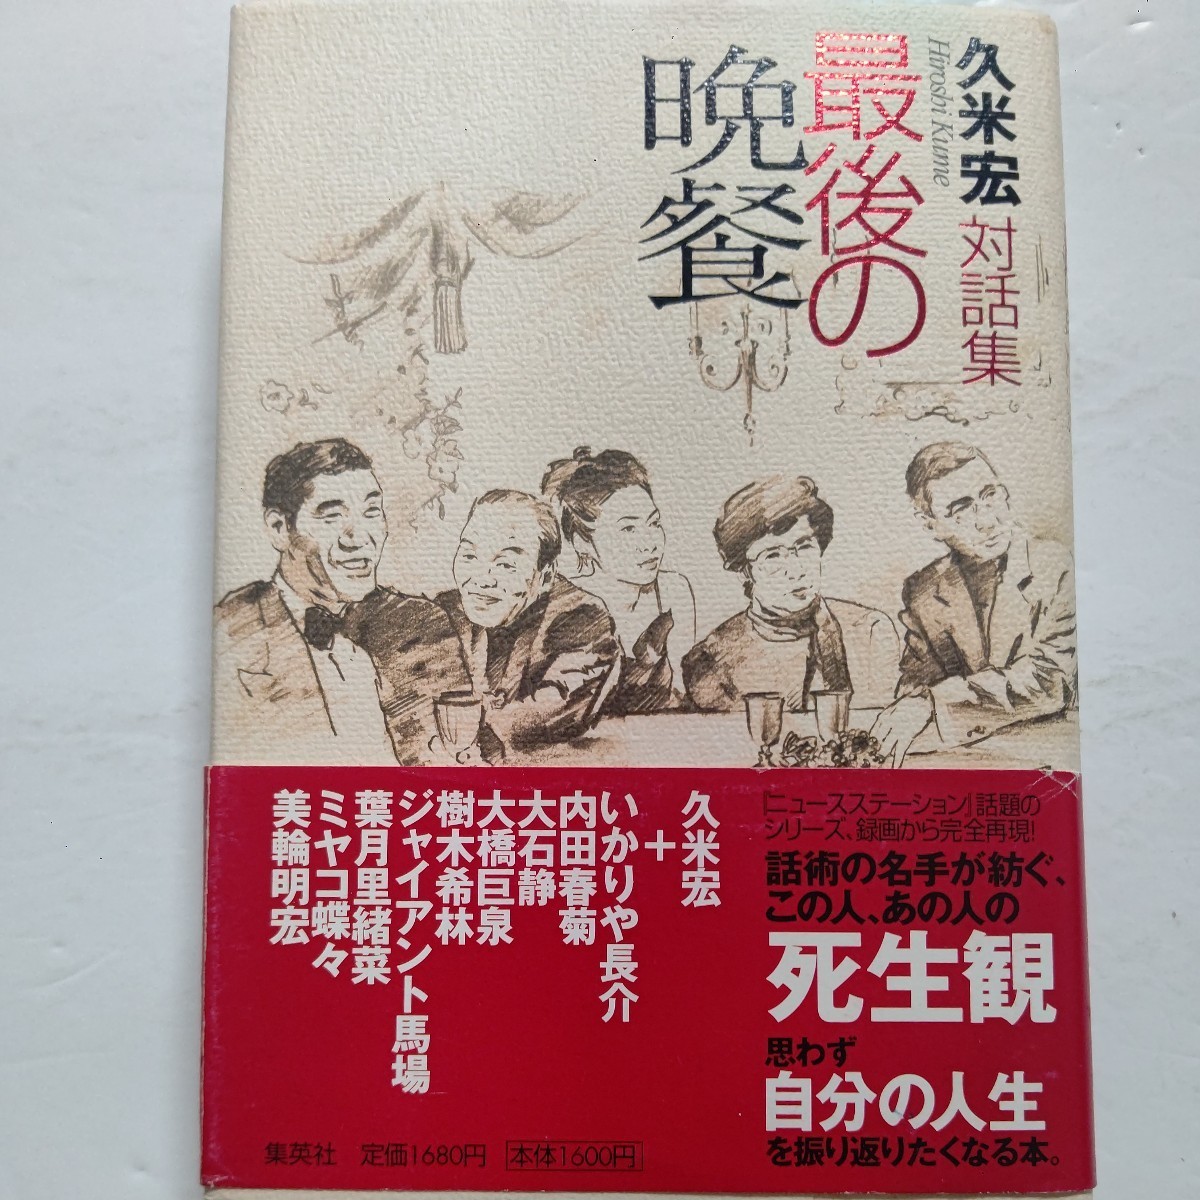 久米宏
Hiroshi Kume
対話集
最後の
晩餐
『ニュースステーション』話題の
シリーズ、録画から完全再現!
話術の名手が紡ぐ、
この人、あの人の
死生観
思わず
自分の人生
を振り返りたくなる本。
久米宏
+
いかりや長介
内田春菊
大石静
大橋巨泉
樹木希林
ジャイアント馬場
葉月里緒菜
ミヤコ蝶々
美輪明宏
集英社 定価1680円 本体1600円